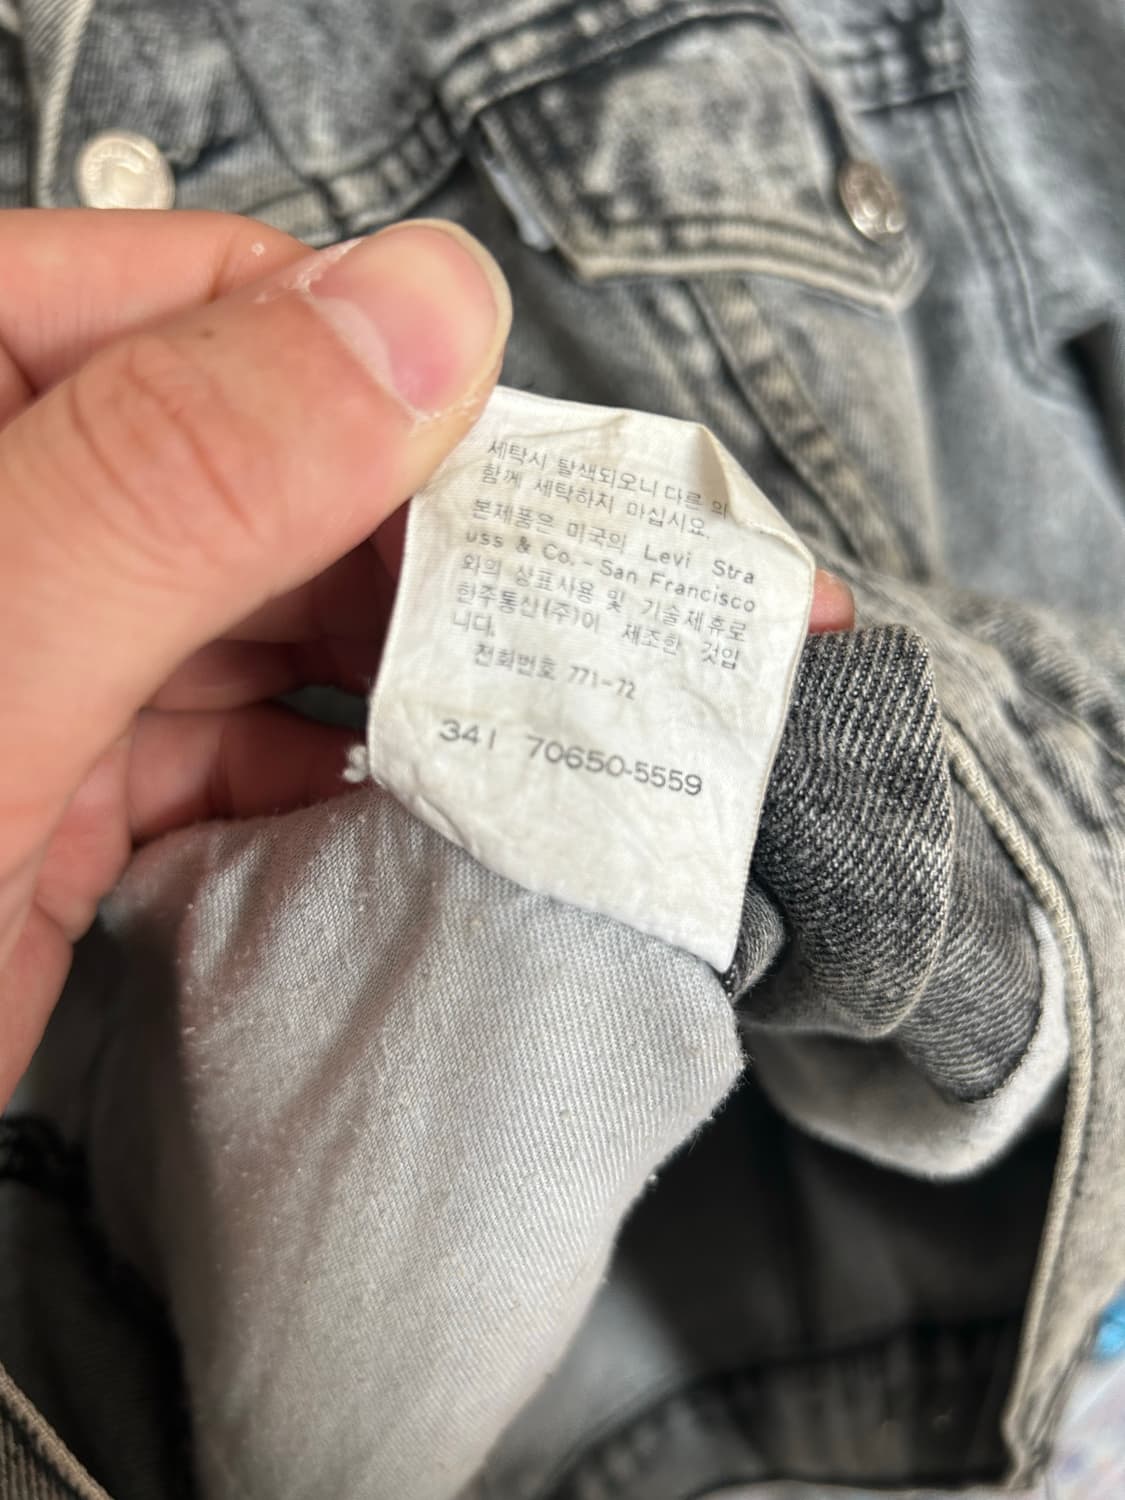 세탁시 탈색되오니 다른 의
함께 세탁하지 마십시요.
본제품은 미국의 Levi Stra
uss & Co. - San Francisco
와의 상표사용 및 기술제휴로
한주통산(주)이 제조한 것입
니다.
전화번호 771-72
341 70650-5559